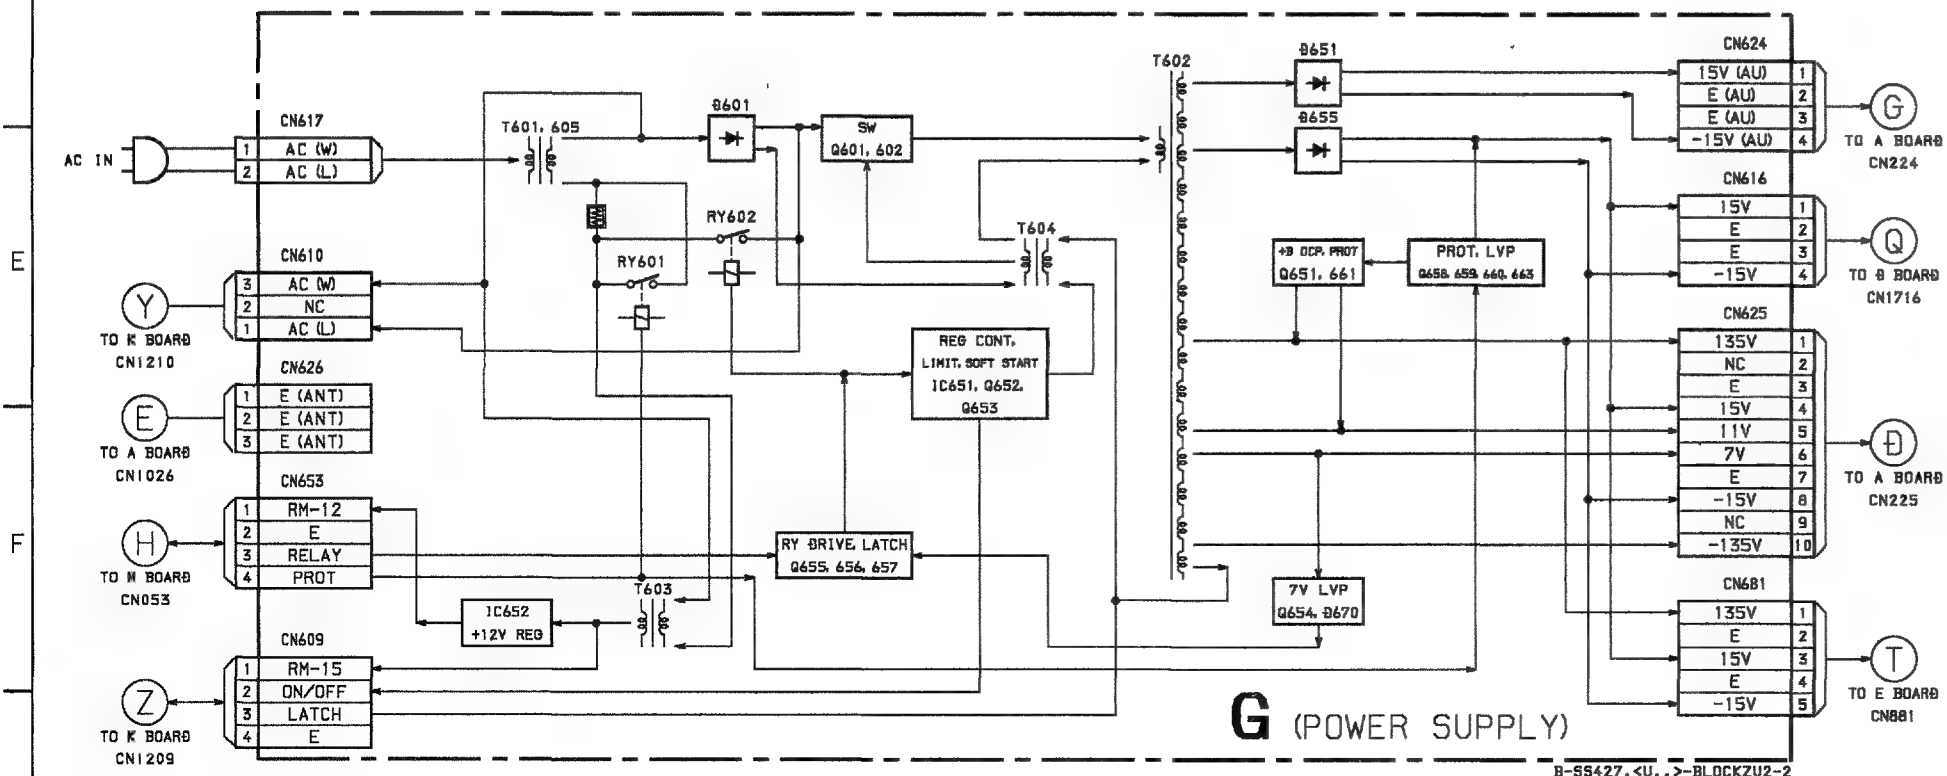 E
F
AC IN
CN617
1 AC (W)
2 AC (L)
CN610
3 AC (W)
2 NC
1 AC (L)
Y
TO K BOARD
CN1210
CN626
1 E (ANT)
2 E (ANT)
3 E (ANT)
E
TO A BOARD
CN1026
CN653
1 RM-12
2 E
3 RELAY
4 PROT
H
TO H BOARD
CN053
CN609
1 RM-15
2 ON/OFF
3 LATCH
4 E
Z
TO K BOARD
CN1209
T601, 605
D601
SW
Q601, 602
RY602
RY601
T604
REG CONT,
LIMIT, SOFT START
IC651, Q652,
Q653
RY DRIVE, LATCH
Q655, 656, 657
T603
IC652
+12V REG
T602
D651
D655
+B OCP, PROT
Q651, 661
PROT, LVP
Q658, 659, 660, 663
7V LVP
Q654, D670
CN624
15V (AU) 1
E (AU) 2
E (AU) 3
-15V (AU) 4
G
TO A BOARD
CN224
CN616
15V 1
E 2
E 3
-15V 4
Q
TO D BOARD
CN1716
CN625
135V 1
NC 2
E 3
15V 4
11V 5
7V 6
E 7
-15V 8
NC 9
-135V 10
D
TO A BOARD
CN225
CN681
135V 1
E 2
15V 3
E 4
-15V 5
T
TO E BOARD
CN881
G (POWER SUPPLY)
B-SS427.<U..>-BLOCKZU2-2